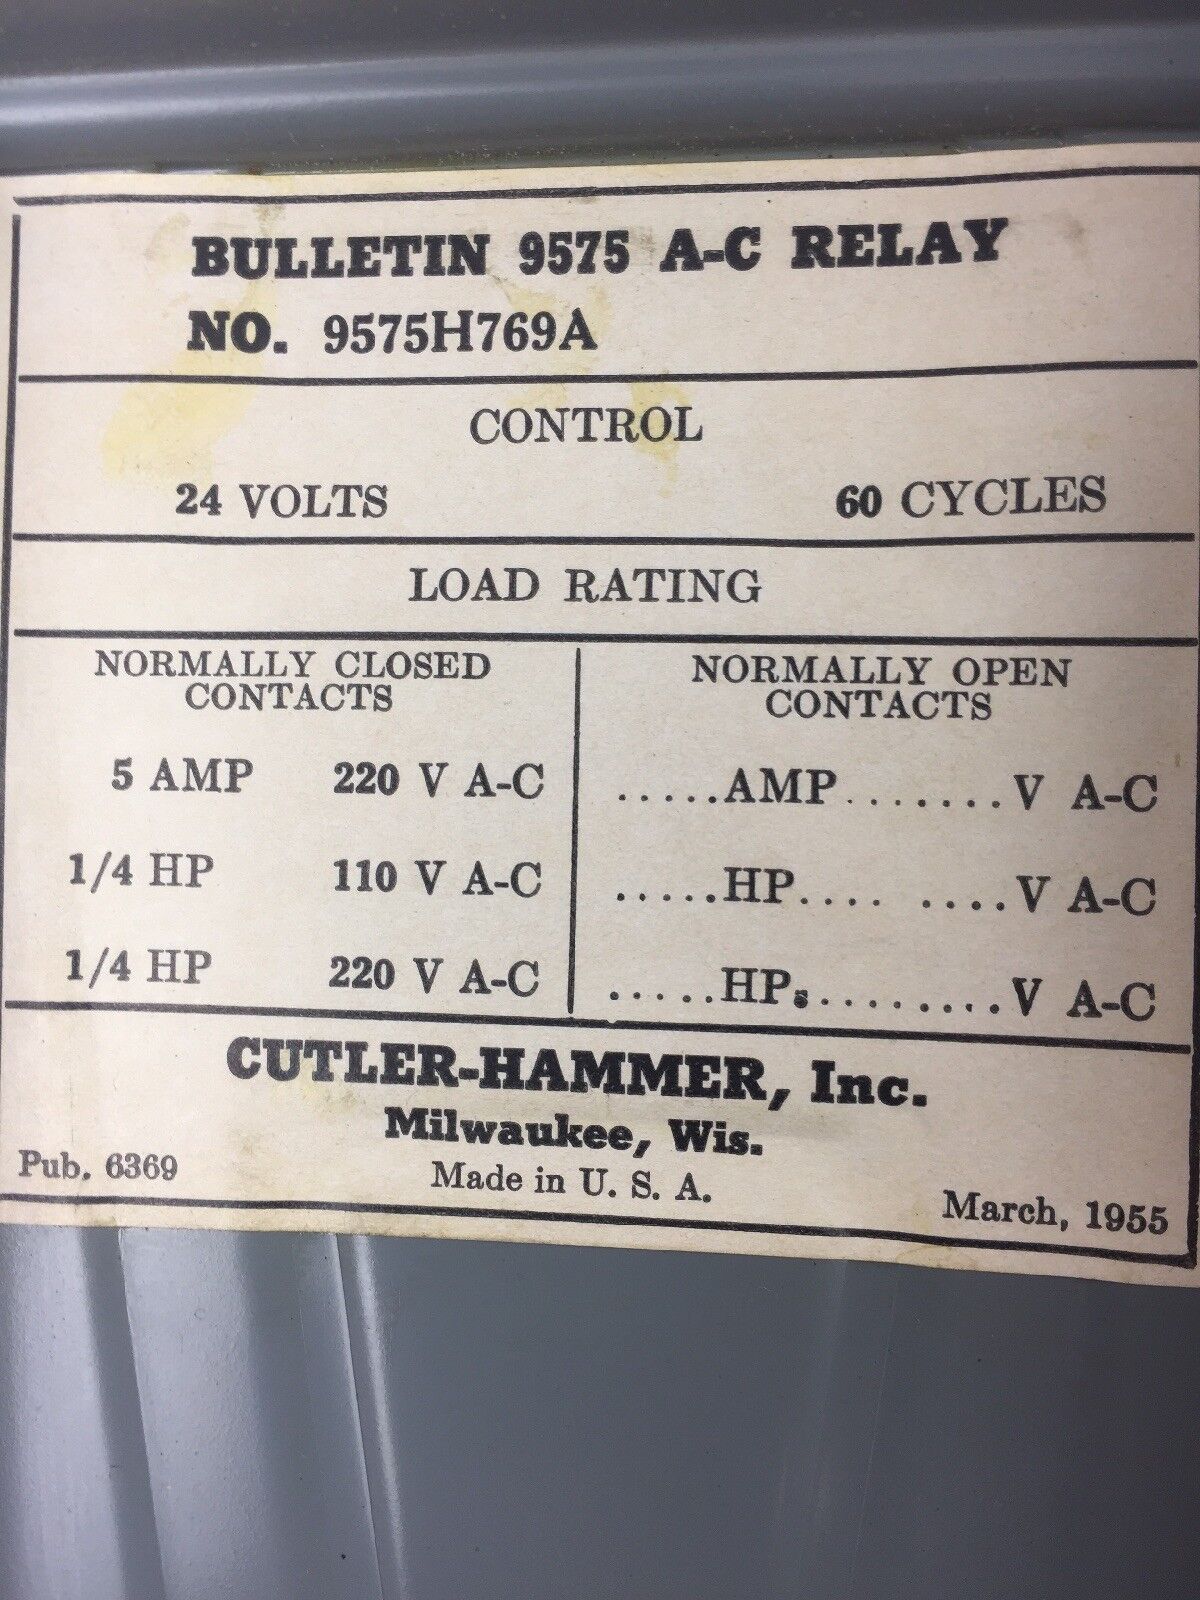 BULLETIN 9575 A-C RELAY
NO. 9575H769A
CONTROL
24 VOLTS 60 CYCLES
LOAD RATING
NORMALLY CLOSED
CONTACTS
5 AMP 220 V A-C
1/4 HP 110 V A-C
1/4 HP 220 V A-C
NORMALLY OPEN
CONTACTS
.....AMP........V A-C
.....HP.... ....V A-C
.....HP..........V A-C
CUTLER-HAMMER, Inc.
Milwaukee, Wis.
Pub. 6369 Made in U. S. A. March, 1955